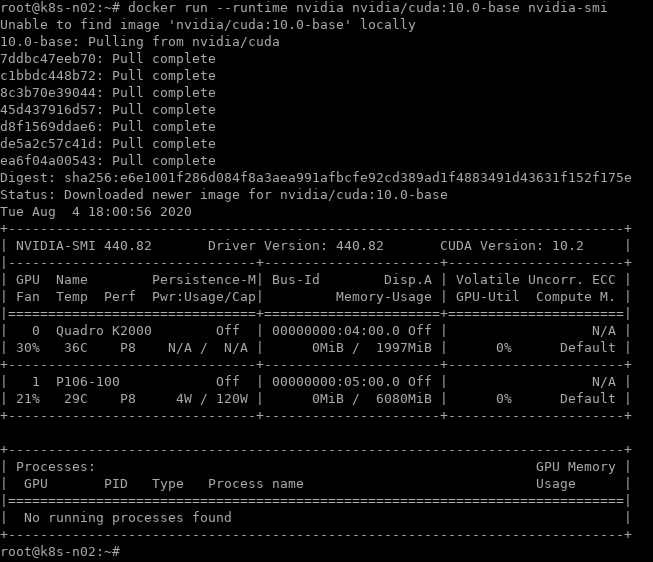 root@k8s-n02:~# docker run --runtime nvidia nvidia/cuda:10.0-base nvidia-smi
Unable to find image 'nvidia/cuda:10.0-base' locally
10.0-base: Pulling from nvidia/cuda
7ddbc47eeb70: Pull complete
c1bbdc448b72: Pull complete
8c3b70e39044: Pull complete
45d437916d57: Pull complete
d8f1569ddae6: Pull complete
de5a2c57c41d: Pull complete
ea6f04a00543: Pull complete
Digest: sha256:e6e1001f286d084f8a3aea991afbcfe92cd389ad1f4883491d43631f152f175e
Status: Downloaded newer image for nvidia/cuda:10.0-base
Tue Aug  4 18:00:56 2020
+-----------------------------------------------------------------------------+
| NVIDIA-SMI 440.82       Driver Version: 440.82       CUDA Version: 10.2     |
|-------------------------------+----------------------+----------------------+
| GPU  Name        Persistence-M| Bus-Id        Disp.A | Volatile Uncorr. ECC |
| Fan  Temp  Perf  Pwr:Usage/Cap|         Memory-Usage | GPU-Util  Compute M. |
|===============================+======================+======================|
|   0  Quadro K2000        Off  | 00000000:04:00.0 Off |                  N/A |
| 30%   36C    P8    N/A /  N/A |      0MiB /  1997MiB |      0%      Default |
+-------------------------------+----------------------+----------------------+
|   1  P106-100            Off  | 00000000:05:00.0 Off |                  N/A |
| 21%   29C    P8     4W / 120W |      0MiB /  6080MiB |      0%      Default |
+-------------------------------+----------------------+----------------------+
+-----------------------------------------------------------------------------+
| Processes:                                                       GPU Memory |
|  GPU       PID   Type   Process name                             Usage      |
|=============================================================================|
|  No running processes found                                                 |
+-----------------------------------------------------------------------------+
root@k8s-n02:~#